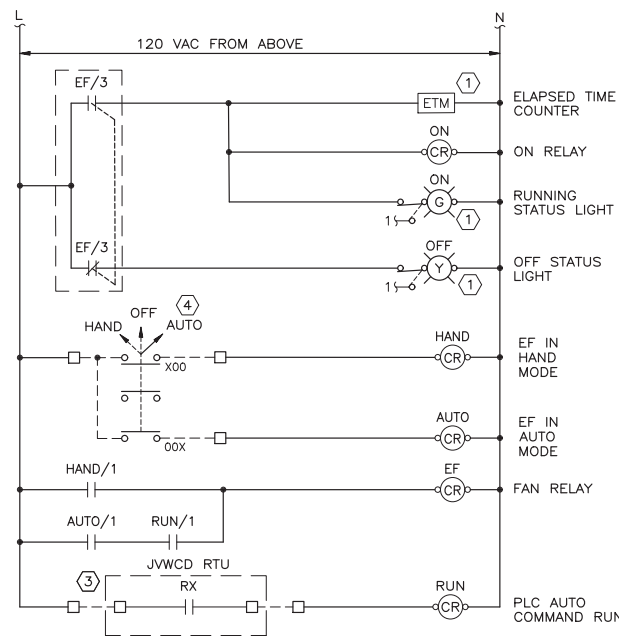 L
N
120 VAC FROM ABOVE
EF/3
1
ETM
ELAPSED TIME
COUNTER
ON
CR
ON RELAY
ON
G
1
1
RUNNING
STATUS LIGHT
EF/3
OFF
Y
1
1
OFF STATUS
LIGHT
OFF
4
HAND
AUTO
X00
HAND
CR
EF IN
HAND
MODE
00X
AUTO
CR
EF IN
AUTO
MODE
HAND/1
EF
CR
FAN RELAY
AUTO/1
RUN/1
JVWCD RTU
3
RX
RUN
CR
PLC AUTO
COMMAND RUN